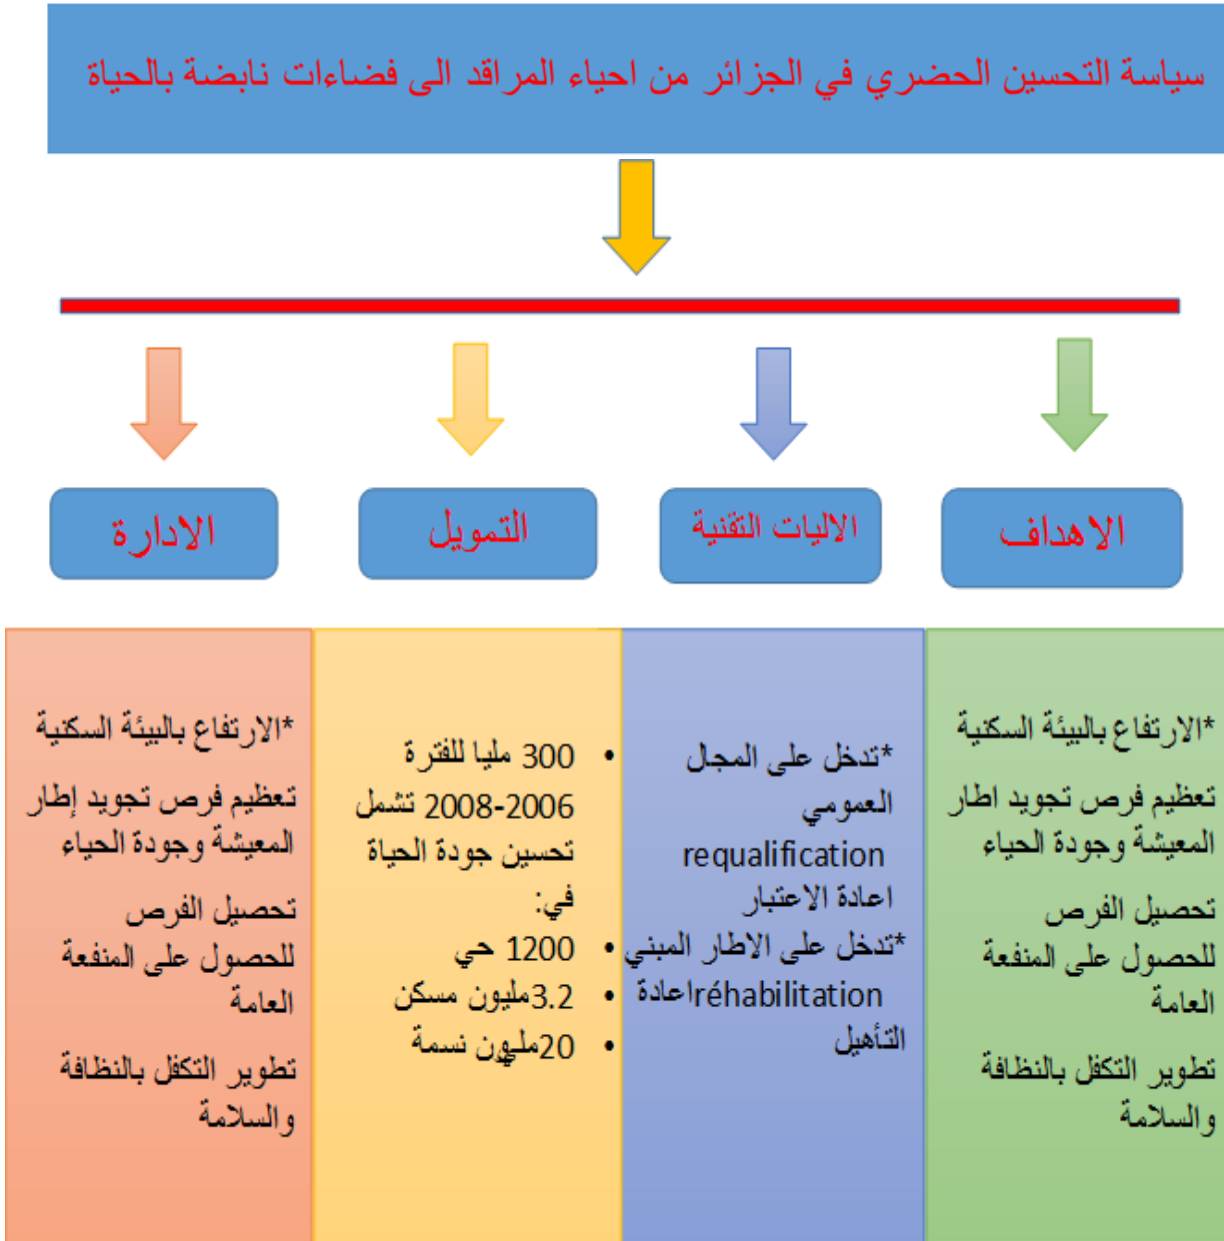 سياسة التحسين الحضري في الجزائر من احياء المراقد الى فضاءات نابضة بالحياة
الاهداف
الاليات التقنية
التمويل
الادارة
*الارتفاع بالبيئة السكنية
تعظيم فرص تجويد اطار
المعيشة وجودة الحياء
تحصيل الفرص
للحصول على المنفعة
العامة
تطوير التكفل بالنظافة
والسلامة
*تدخل على المجال
العمومي
requalification
اعادة الاعتبار
*تدخل على الاطار المبني
réhabilitationاعادة
التأهيل
• 300 مليا للفترة
2006-2008 تشمل
تحسين جودة الحياة
في:
• 1200 حي
• 3.2مليون مسكن
• 20مليون نسمة
*الارتفاع بالبيئة السكنية
تعظيم فرص تجويد إطار
المعيشة وجودة الحياء
تحصيل الفرص
للحصول على المنفعة
العامة
تطوير التكفل بالنظافة
والسلامة